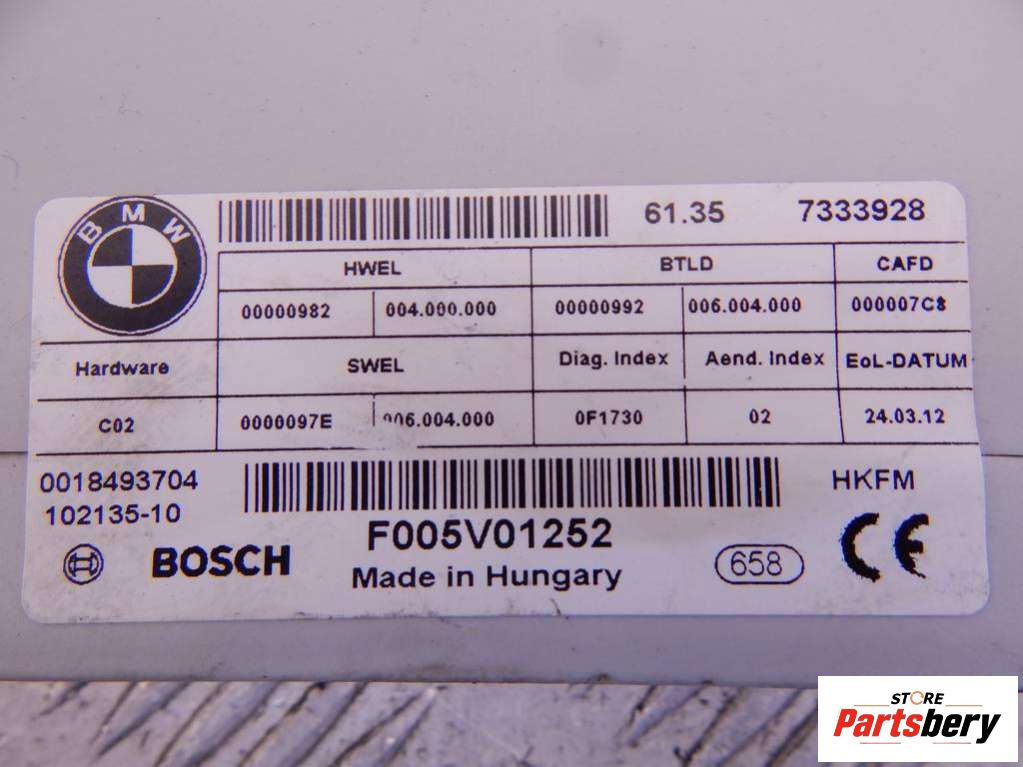 BMW 61.35 7333928
HWEL BTLD CAFD
00000982 004.000.000 00000992 006.004.000 000007C8
Hardware SWEL Diag. Index Aend. Index EoL-DATUM
C02 0000097E 006.004.000 0F1730 02 24.03.12
0018493704 HKFM
102135-10
F005V01252
BOSCH Made in Hungary 658 CE
STORE
Partsbery